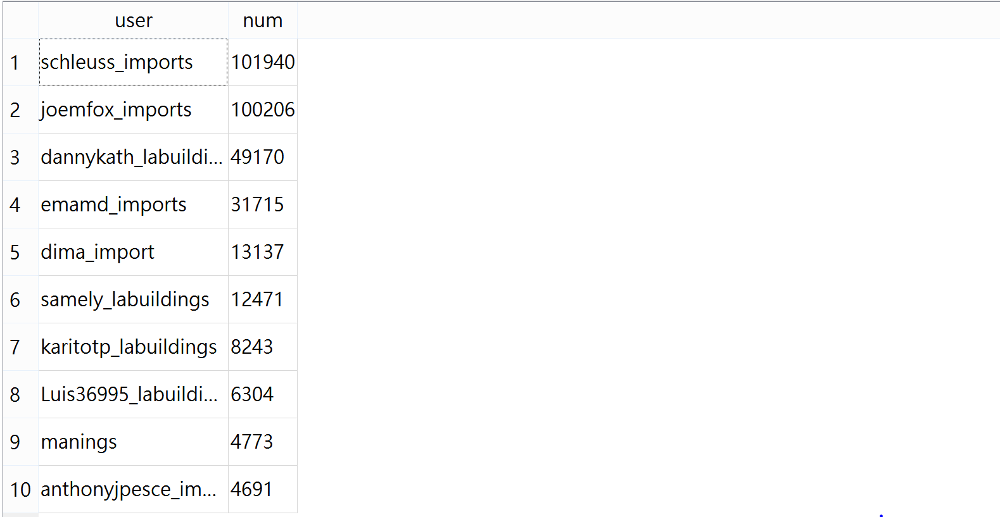 user num
1 schleuss_imports 101940
2 joemfox_imports 100206
3 dannykath_labuildi... 49170
4 emamd_imports 31715
5 dima_import 13137
6 samely_labuildings 12471
7 karitotp_labuildings 8243
8 Luis36995_labuildi... 6304
9 manings 4773
10 anthonyjpesce_im... 4691